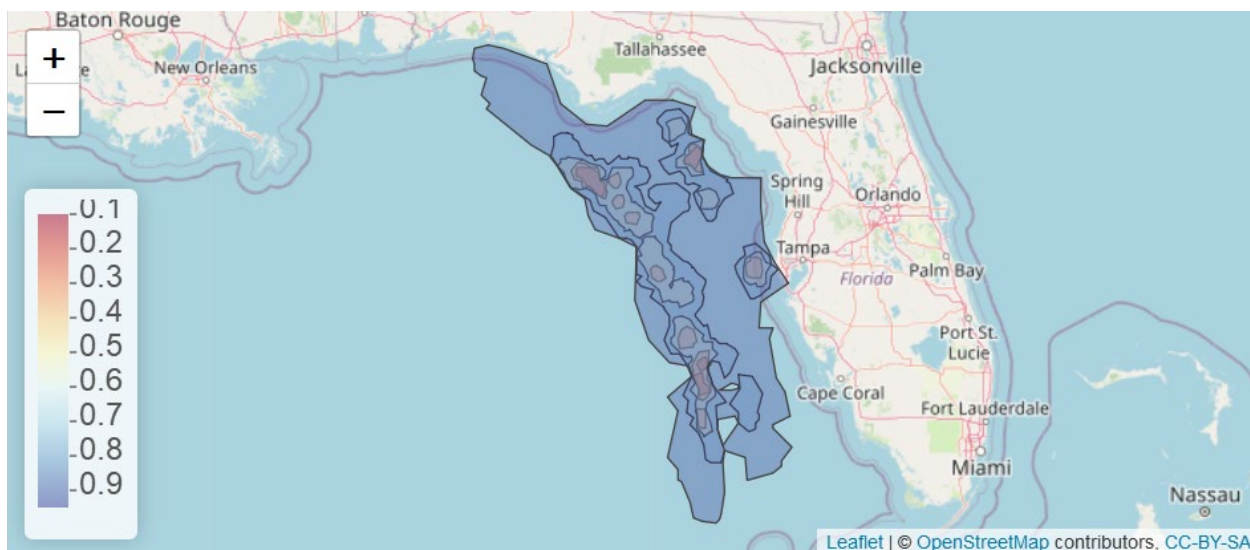 Baton Rouge
Tallahassee
Jacksonville
+
New Orleans
−
Gainesville
Spring
Hill
Orlando
Tampa
Palm Bay
Florida
Port St.
Lucie
Cape Coral
Fort Lauderdale
Miami
Nassau
0.1
0.2
0.3
0.4
0.5
0.6
0.7
0.8
0.9
Leaflet | © OpenStreetMap contributors, CC-BY-SA